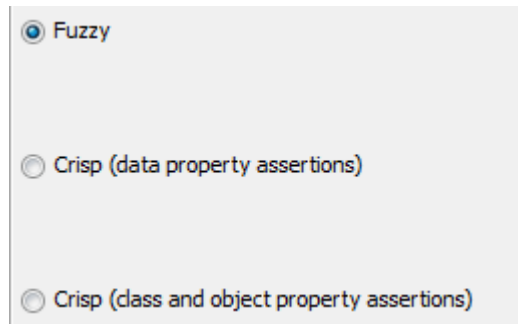 Fuzzy
Crisp (data property assertions)
Crisp (class and object property assertions)